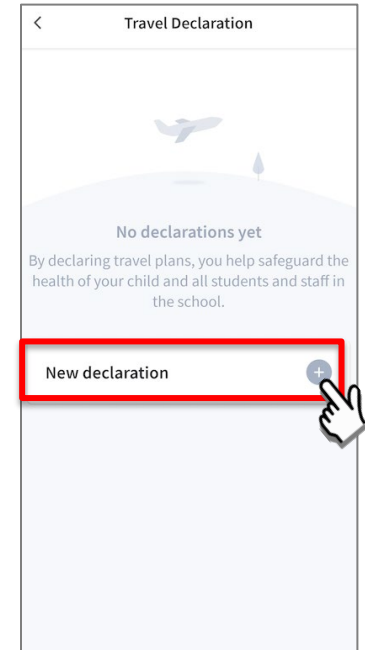 Travel Declaration
No declarations yet
By declaring travel plans, you help safeguard the
health of your child and all students and staff in
the school.
New declaration